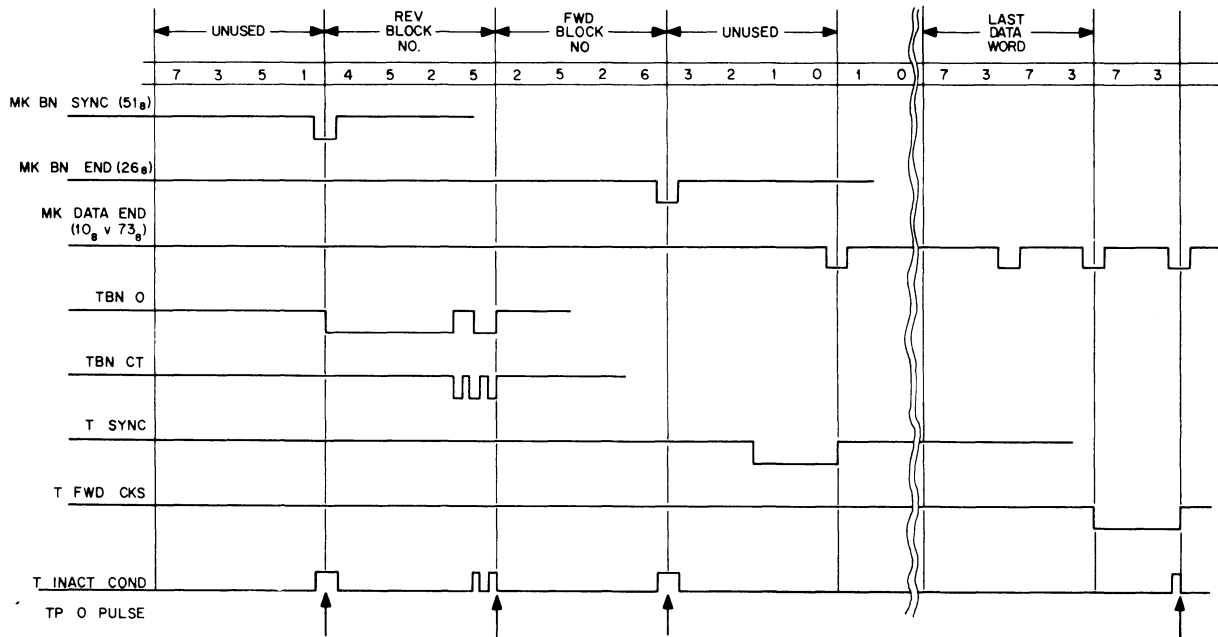 UNUSED
REV
BLOCK
NO.
FWD
BLOCK
NO
UNUSED
LAST
DATA
WORD
7 3 5 1 4 5 2 5 2 5 2 6 3 2 1 0 1 0 7 3 7 3 7 3
MK BN SYNC (51₈)
MK BN END (26₈)
MK DATA END
(10₈ v 73₈)
TBN O
TBN CT
T SYNC
T FWD CKS
T INACT COND
TP O PULSE